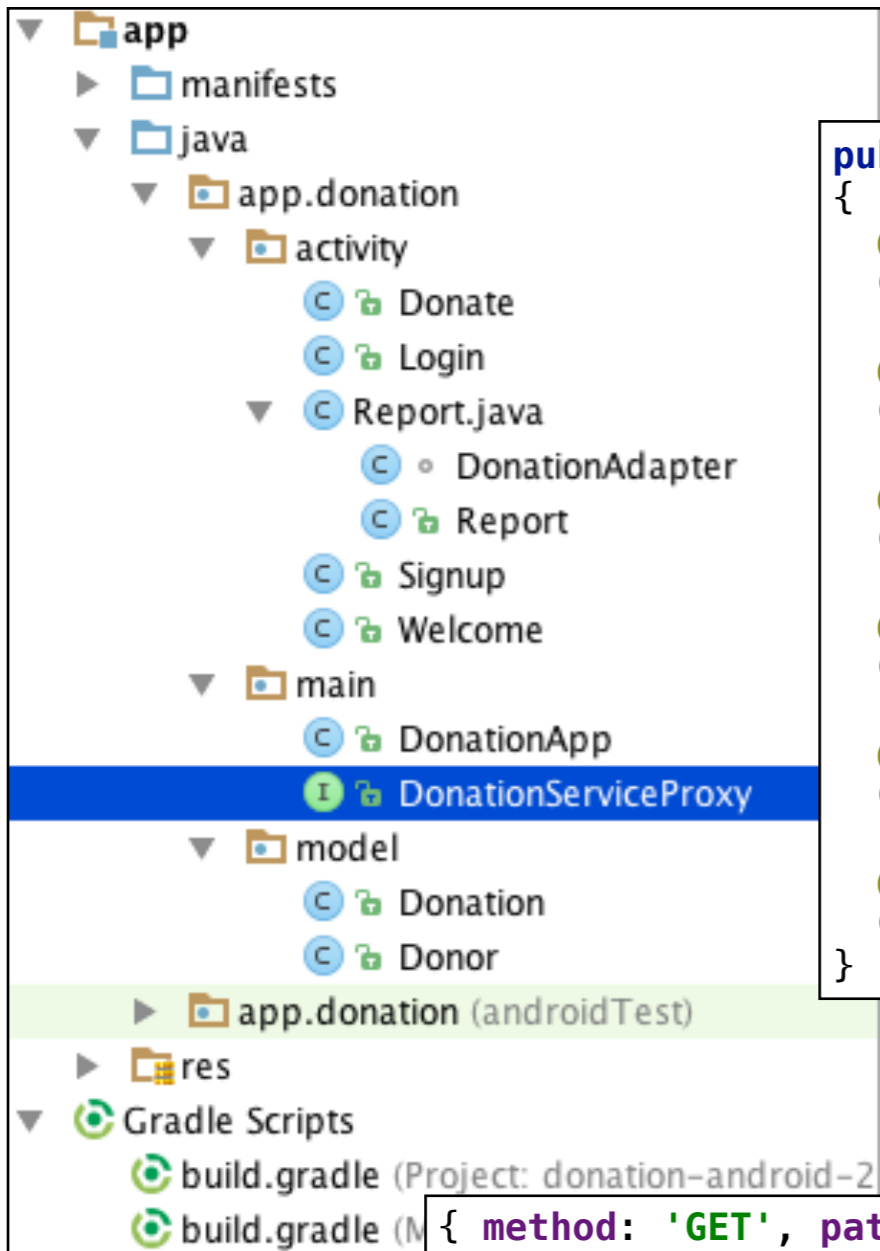 app
manifests
java
app.donation
activity
Donate
Login
Report.java
DonationAdapter
Report
Signup
Welcome
main
DonationApp
DonationServiceProxy
model
Donation
Donor
app.donation (androidTest)
res
Gradle Scripts
build.gradle (Project: donation-android-2
build.gradle (M
{
}
{ method: 'GET',